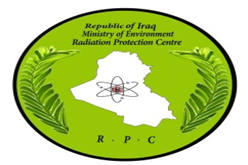 Republic of Iraq
Ministry of Environment
Radiation Protection Centre
R . P . C